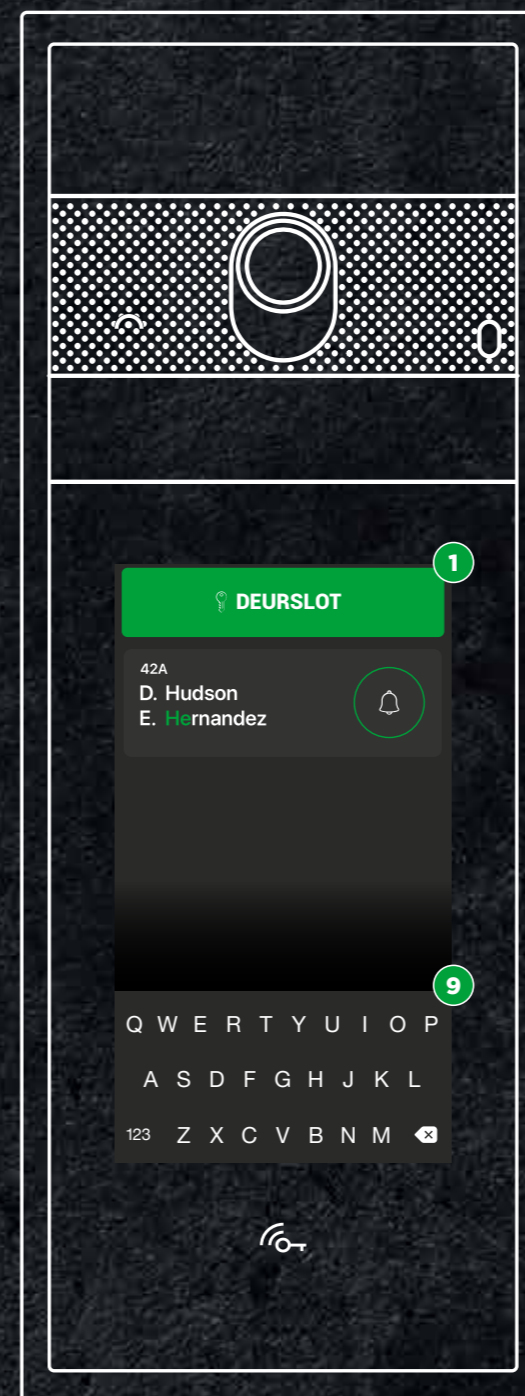 1
DEURSLOT
42A
D. Hudson
E. Hernandez
9
Q W E R T Y U I O P
A S D F G H J K L
123 Z X C V B N M